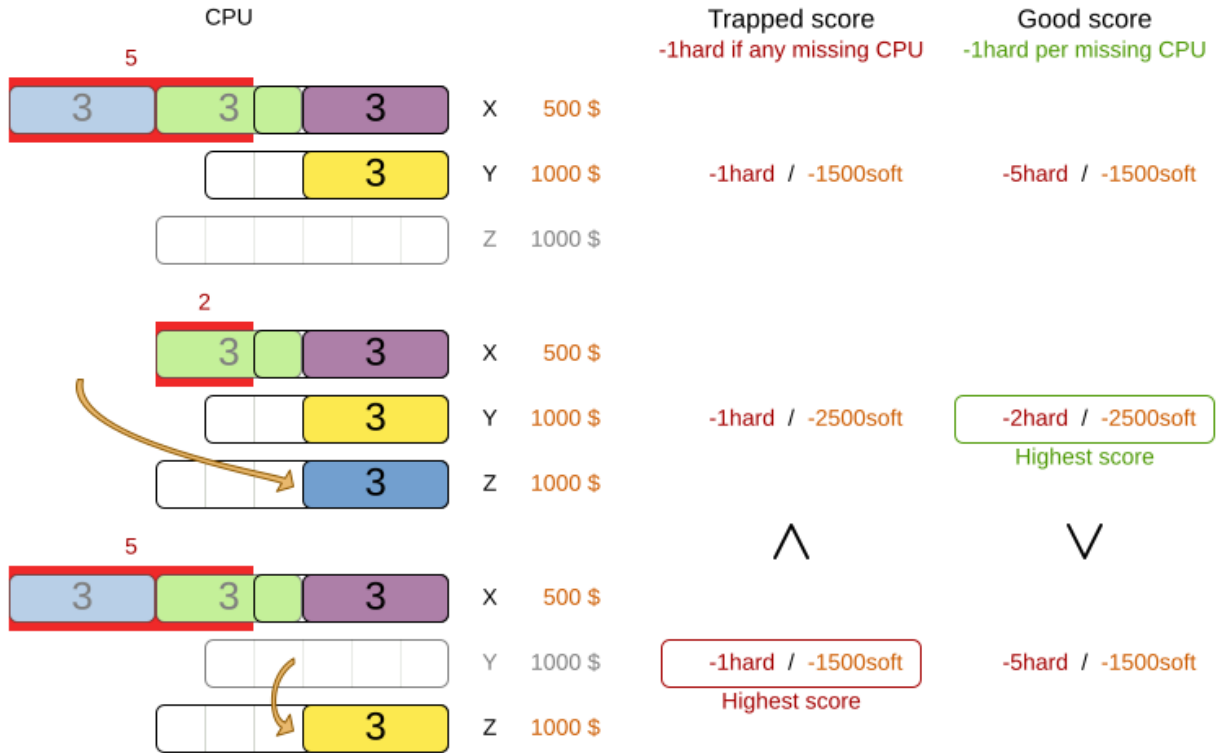 CPU Trapped score Good score
-1hard if any missing CPU -1hard per missing CPU
5
3 3 3 X 500 $
3 Y 1000 $ -1hard / -1500soft -5hard / -1500soft
Z 1000 $
2
3 3 X 500 $
3 Y 1000 $ -1hard / -2500soft -2hard / -2500soft
Highest score
3 Z 1000 $
5
3 3 3 X 500 $
Y 1000 $ -1hard / -1500soft -5hard / -1500soft
Highest score
3 Z 1000 $